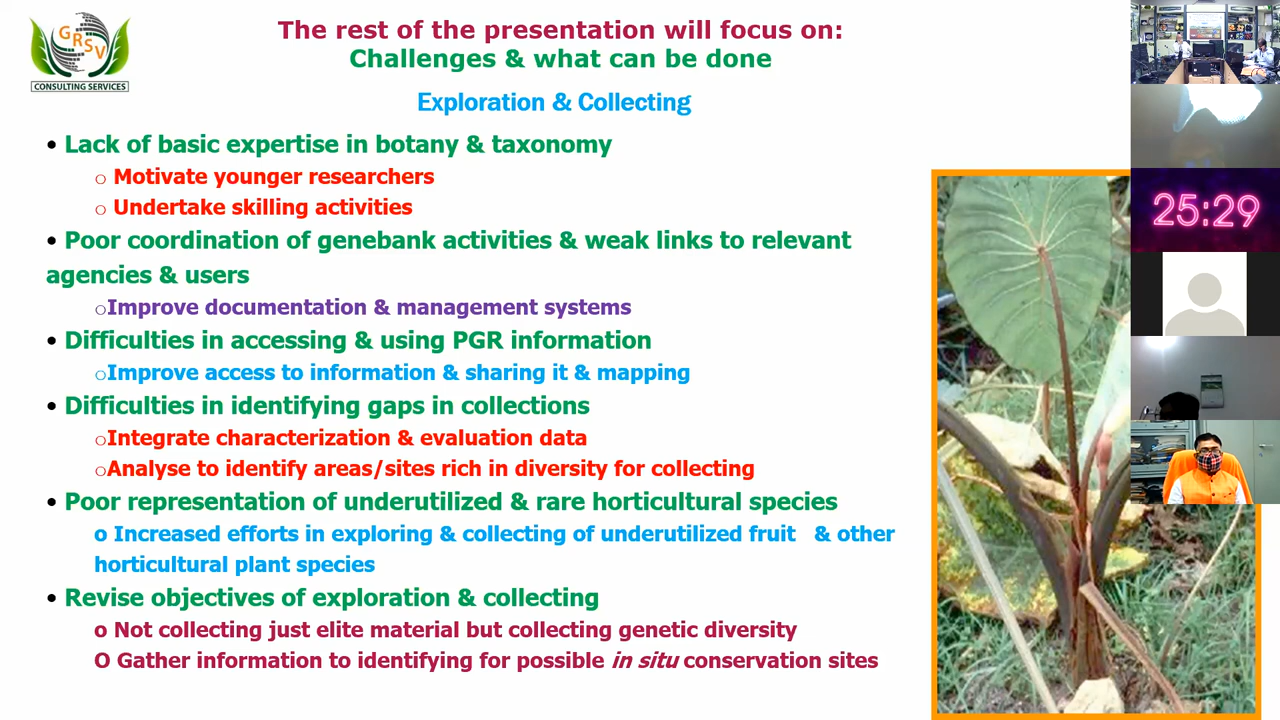 GRSV
CONSULTING SERVICES
The rest of the presentation will focus on:
Challenges & what can be done
Exploration & Collecting
• Lack of basic expertise in botany & taxonomy
o Motivate younger researchers
o Undertake skilling activities
• Poor coordination of genebank activities & weak links to relevant
agencies & users
oImprove documentation & management systems
• Difficulties in accessing & using PGR information
oImprove access to information & sharing it & mapping
• Difficulties in identifying gaps in collections
oIntegrate characterization & evaluation data
oAnalyse to identify areas/sites rich in diversity for collecting
• Poor representation of underutilized & rare horticultural species
o Increased efforts in exploring & collecting of underutilized fruit & other
horticultural plant species
• Revise objectives of exploration & collecting
o Not collecting just elite material but collecting genetic diversity
O Gather information to identifying for possible in situ conservation sites
25:29